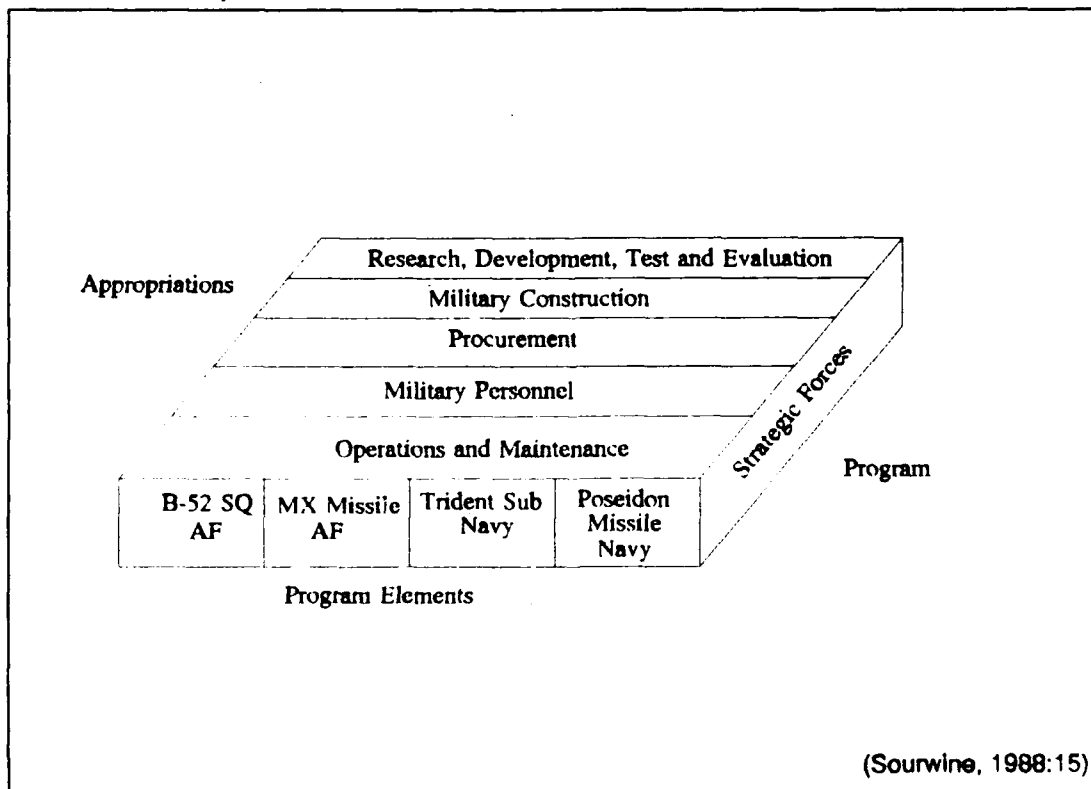 Appropriations
Research, Development, Test and Evaluation
Military Construction
Procurement
Military Personnel
Operations and Maintenance
Strategic Forces
Program
B-52 SQ
AF
MX Missile
AF
Trident Sub
Navy
Poseidon
Missile
Navy
Program Elements
(Sourwine, 1988:15)